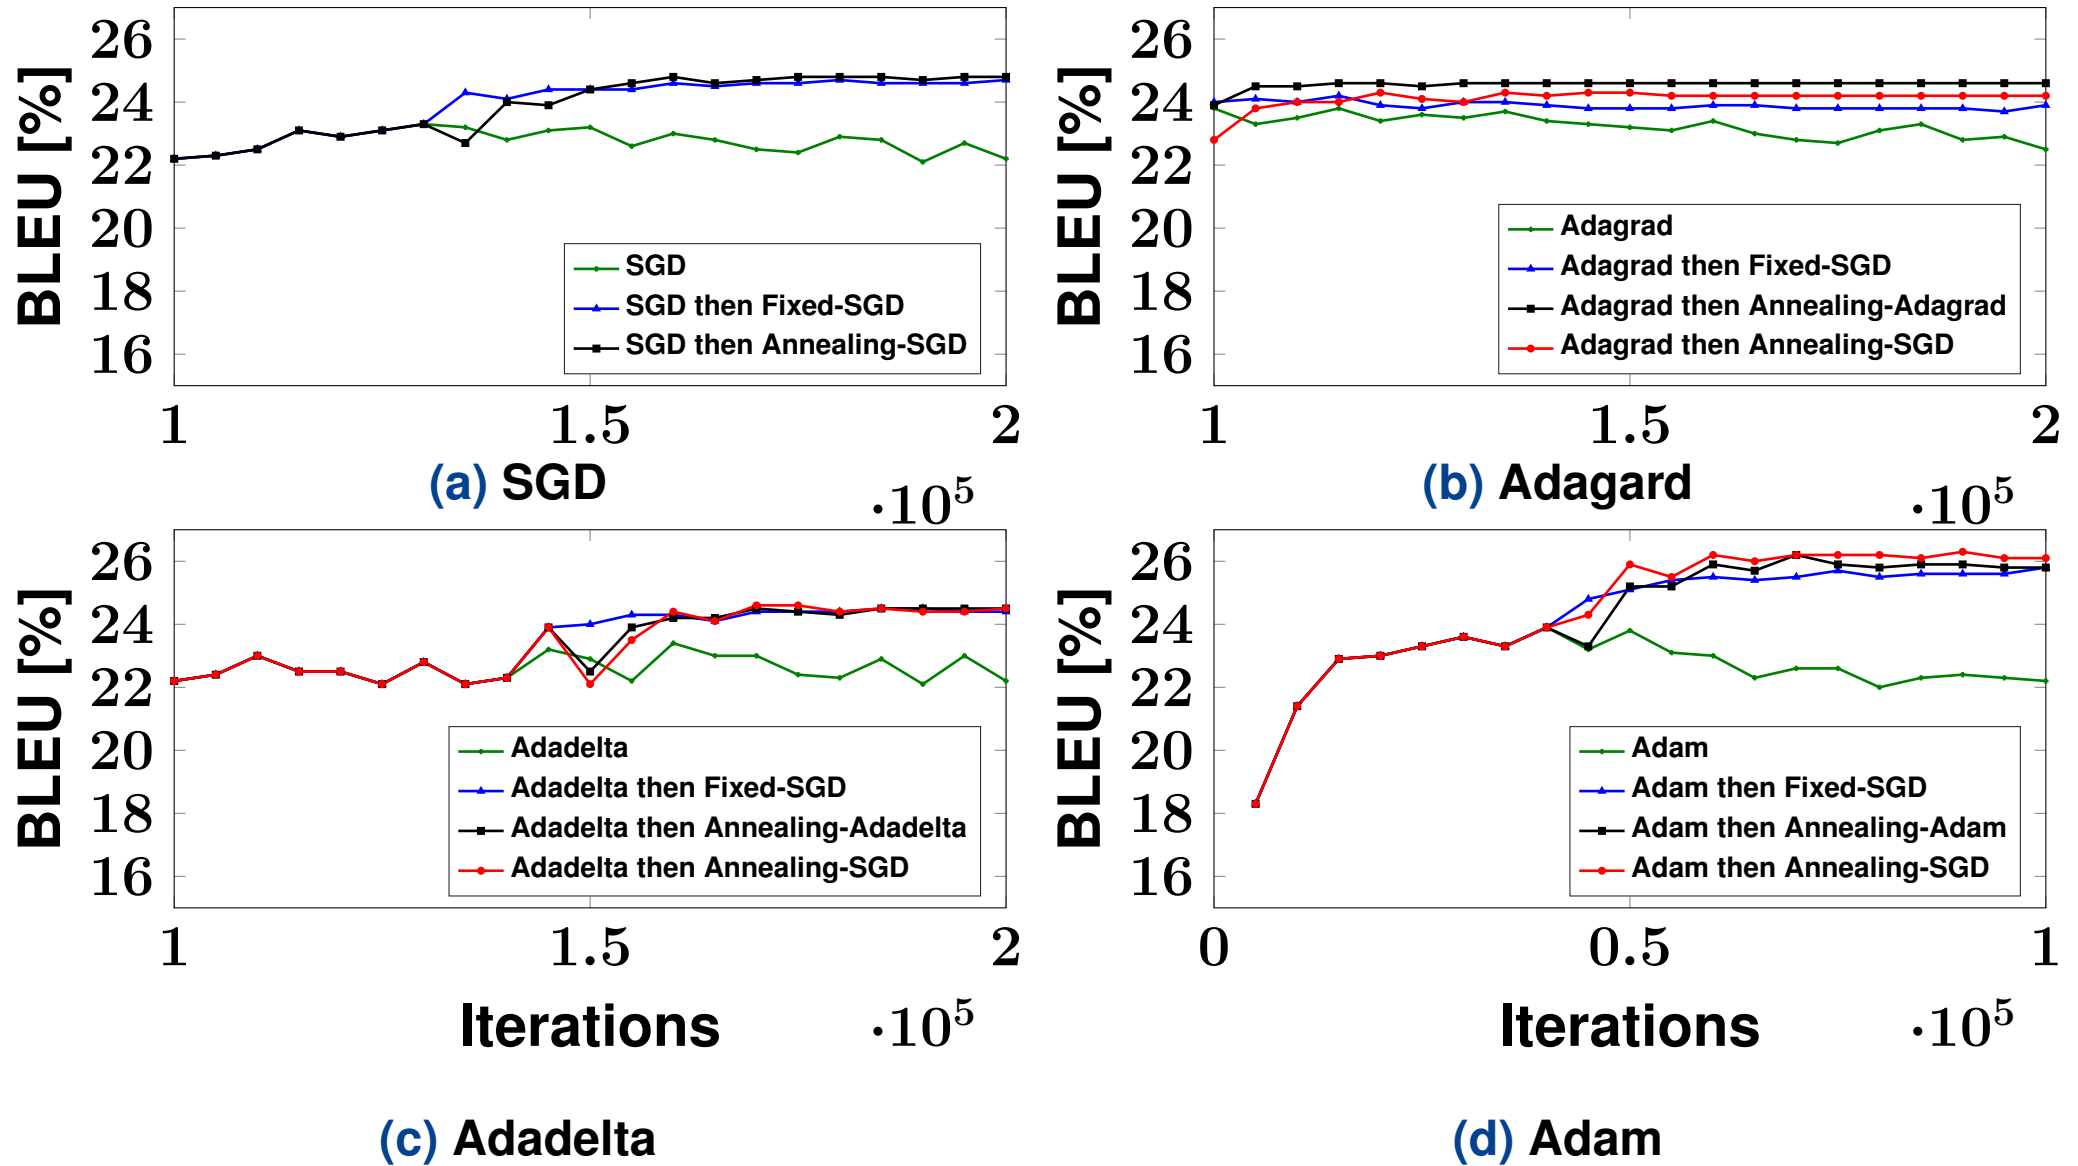 BLEU [%]
26
24
22
20
18
16
SGD
SGD then Fixed-SGD
SGD then Annealing-SGD
1 1.5 2
·10^5
(a) SGD
BLEU [%]
26
24
22
20
18
16
Adagrad
Adagrad then Fixed-SGD
Adagrad then Annealing-Adagrad
Adagrad then Annealing-SGD
1 1.5 2
·10^5
(b) Adagard
BLEU [%]
26
24
22
20
18
16
Adadelta
Adadelta then Fixed-SGD
Adadelta then Annealing-Adadelta
Adadelta then Annealing-SGD
1 1.5 2
Iterations ·10^5
(c) Adadelta
BLEU [%]
26
24
22
20
18
16
Adam
Adam then Fixed-SGD
Adam then Annealing-Adam
Adam then Annealing-SGD
0 0.5 1
Iterations ·10^5
(d) Adam